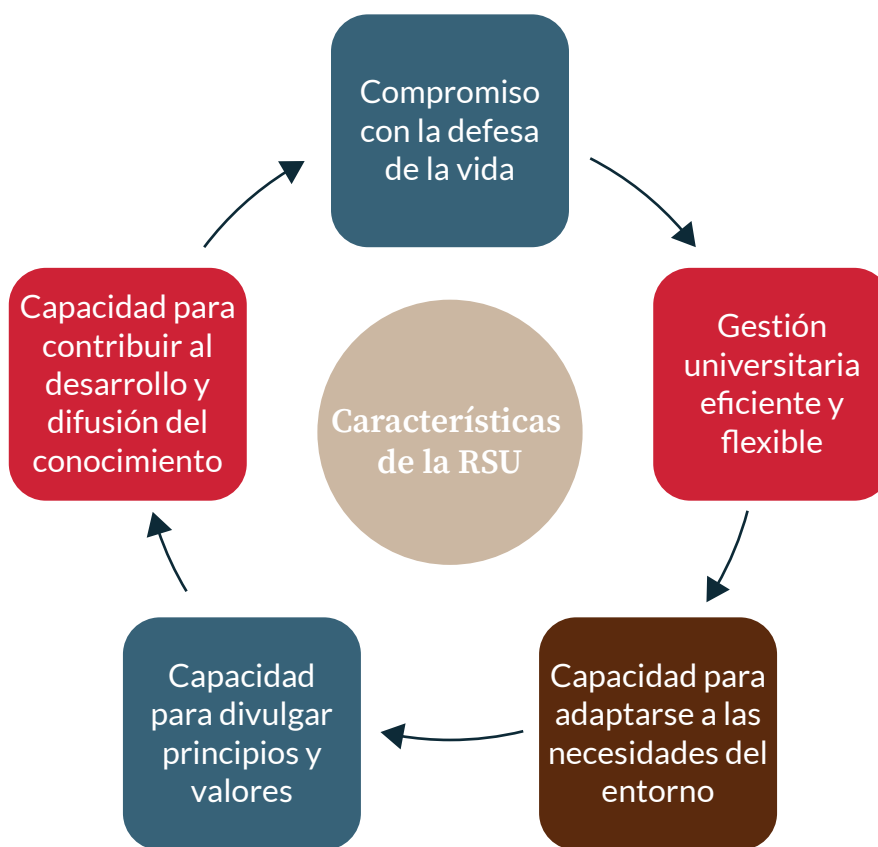 Compromiso
con la defesa
de la vida
Gestión
universitaria
eficiente y
flexible
Capacidad para
adaptarse a las
necesidades del
entorno
Capacidad
para divulgar
principios y
valores
Capacidad para
contribuir al
desarrollo y
difusión del
conocimiento
Características
de la RSU